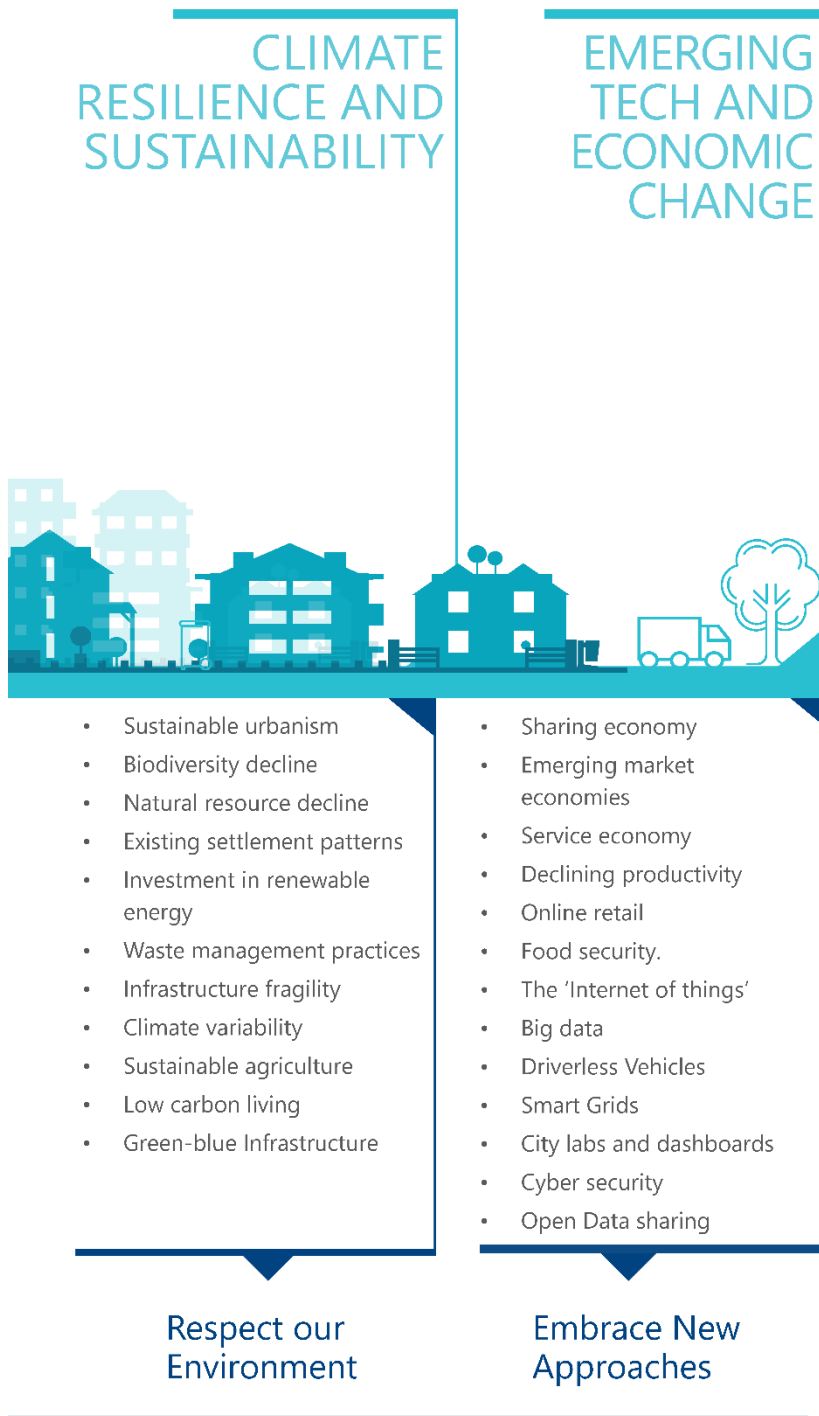 CLIMATE
RESILIENCE AND
SUSTAINABILITY
• Sustainable urbanism
• Biodiversity decline
• Natural resource decline
• Existing settlement patterns
• Investment in renewable
energy
• Waste management practices
• Infrastructure fragility
• Climate variability
• Sustainable agriculture
• Low carbon living
• Green-blue Infrastructure
Respect our
Environment
EMERGING
TECH AND
ECONOMIC
CHANGE
• Sharing economy
• Emerging market
economies
• Service economy
• Declining productivity
• Online retail
• Food security.
• The ‘Internet of things’
• Big data
• Driverless Vehicles
• Smart Grids
• City labs and dashboards
• Cyber security
• Open Data sharing
Embrace New
Approaches